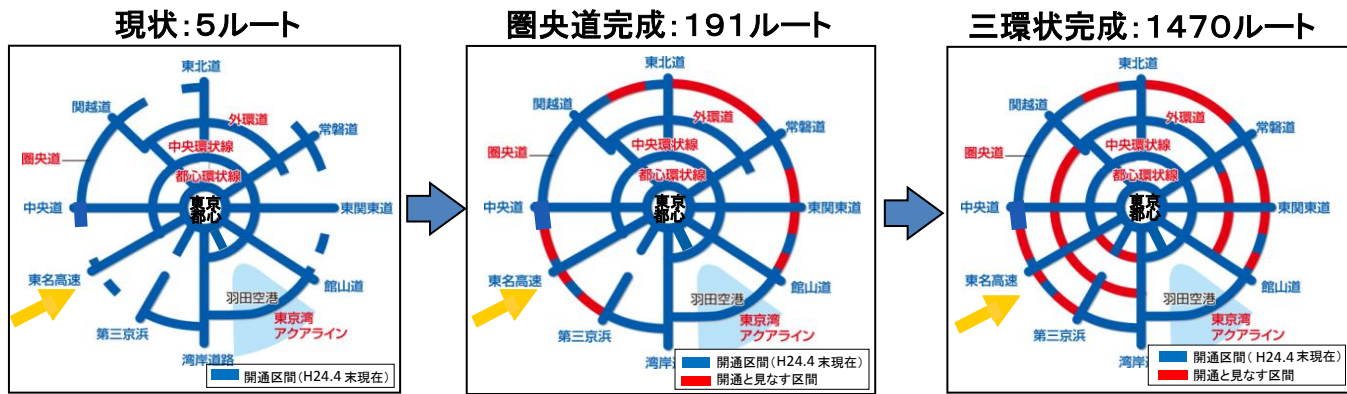 現状:5ルート
東北道
関越道
外環道
常磐道
中央環状線
圏央道
都心環状線
東京
都心
中央道
東関東道
東名高速
館山道
羽田空港
第三京浜
東京湾
アクアライン
湾岸道路
開通区間(H24.4末現在)
圏央道完成:191ルート
東北道
関越道
外環道
常磐道
中央環状線
圏央道
都心環状線
東京
都心
中央道
東関東道
東名高速
館山道
羽田空港
第三京浜
東京湾
アクアライン
湾岸道
開通区間(H24.4末現在)
開通と見なす区間
三環状完成:1470ルート
東北道
関越道
外環道
常磐道
中央環状線
圏央道
都心環状線
東京
都心
中央道
東関東道
東名高速
館山道
羽田空港
第三京浜
東京湾
アクアライン
湾岸
開通区間(H24.4末現在)
開通と見なす区間